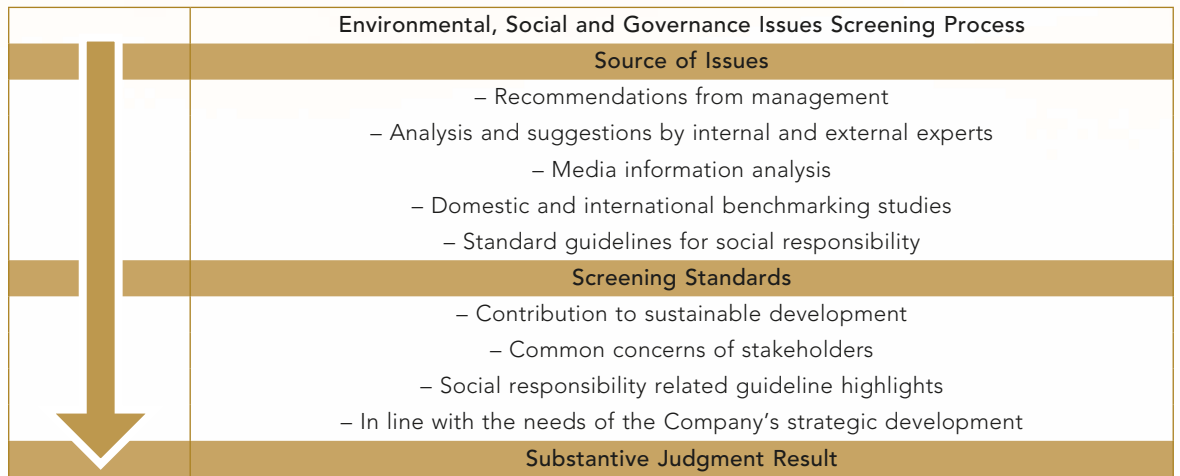 Environmental, Social and Governance Issues Screening Process
Source of Issues
– Recommendations from management
– Analysis and suggestions by internal and external experts
– Media information analysis
– Domestic and international benchmarking studies
– Standard guidelines for social responsibility
Screening Standards
– Contribution to sustainable development
– Common concerns of stakeholders
– Social responsibility related guideline highlights
– In line with the needs of the Company’s strategic development
Substantive Judgment Result